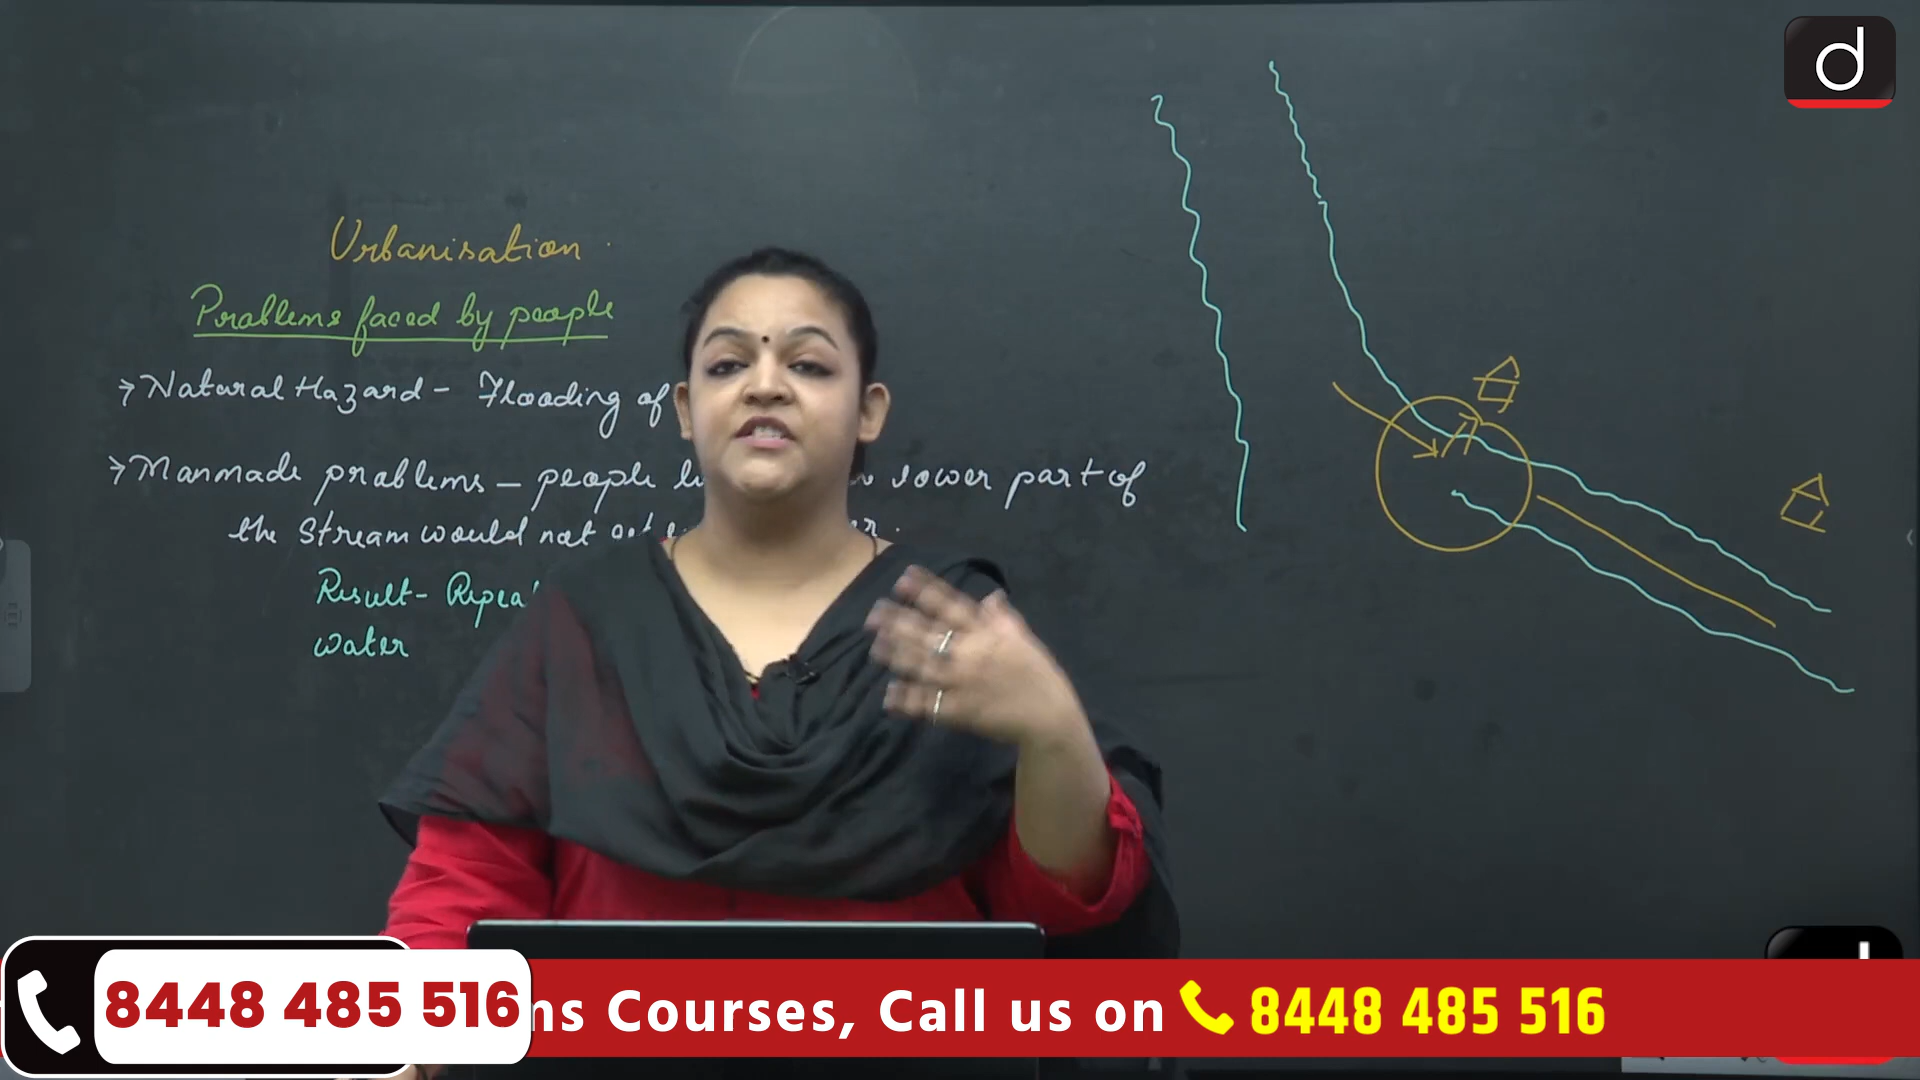 d
Urbanisation
Problems faced by people
→ Natural Hazard - Flooding of
→ Manmade problems - people lower part of
the Stream would not
Result -
water
8448 485 516
ns Courses, Call us on 8448 485 516